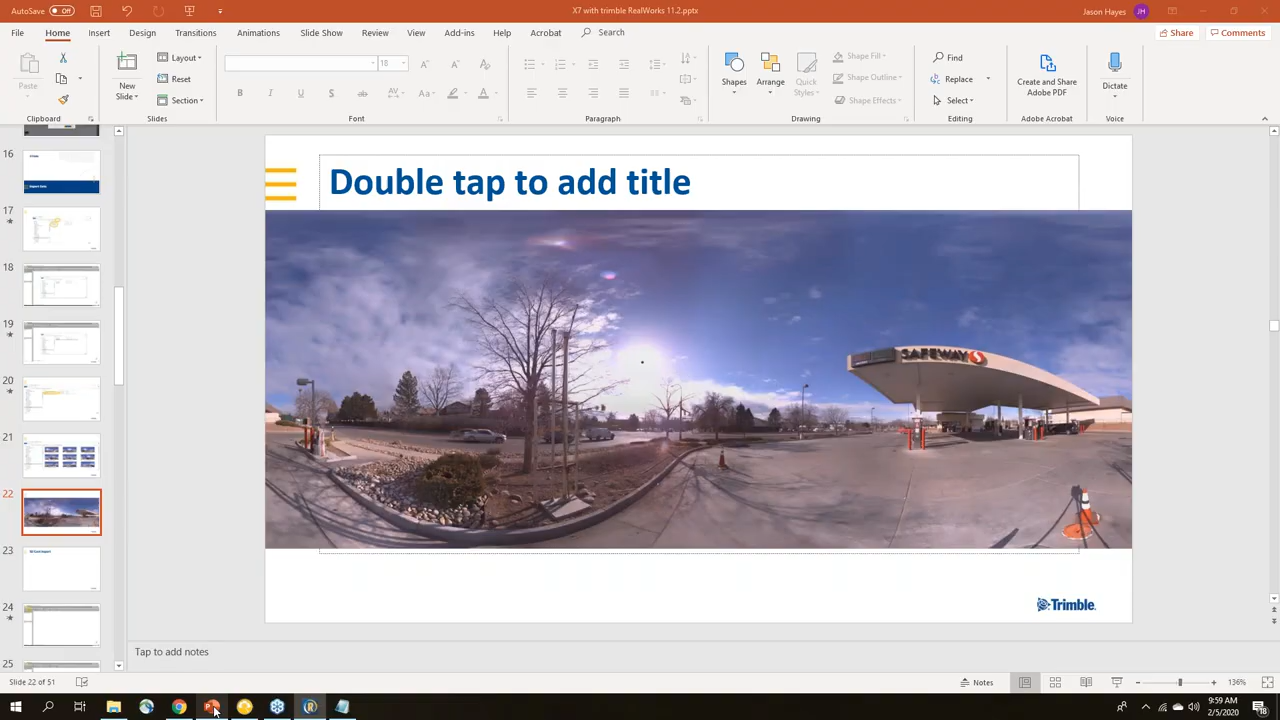 AutoSave Off
X7 with trimble RealWorks 11.2.pptx
Jason Hayes JH
File Home Insert Design Transitions Animations Slide Show Review View Add-ins Help Acrobat Search Share Comments
Paste
New Slide
Layout
Reset
Section
18
Shapes
Arrange
Quick Styles
Shape Fill
Shape Outline
Shape Effects
Find
Replace
Select
Create and Share Adobe PDF
Dictate
Clipboard Slides Font Paragraph Drawing Editing Adobe Acrobat Voice
16
17
18
19
20
21
22
23
24
25
Double tap to add title
SAFEWAY
Trimble
Tap to add notes
Slide 22 of 51
Notes
136%
9:59 AM
2/5/2020
18